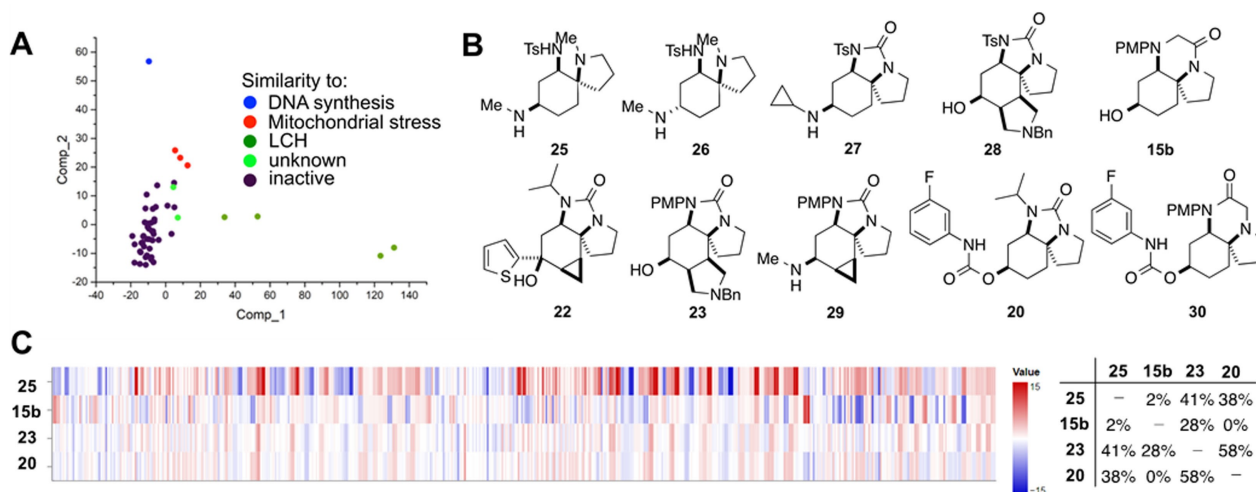 A
60
50
40
30
20
10
0
-10
-20
Comp_2
-40 -20 0 20 40 60 80 100 120 140
Comp_1
Similarity to:
DNA synthesis
Mitochondrial stress
LCH
unknown
inactive
B
Me
TsHN
N
Me
N
H
25
Me
TsHN
N
Me
N
H
26
O
TsN
N
N
H
27
O
TsN
N
HO
NBn
28
O
PMPN
N
HO
15b
O
N
N
S
HO
22
O
PMPN
N
HO
NBn
23
O
PMPN
N
Me
N
H
29
F
NH
O
O
O
N
N
20
F
NH
O
O
O
PMPN
N
30
C
25
15b
23
20
Value
15
−15
25 15b 23 20
25 – 2% 41% 38%
15b 2% – 28% 0%
23 41% 28% – 58%
20 38% 0% 58% –